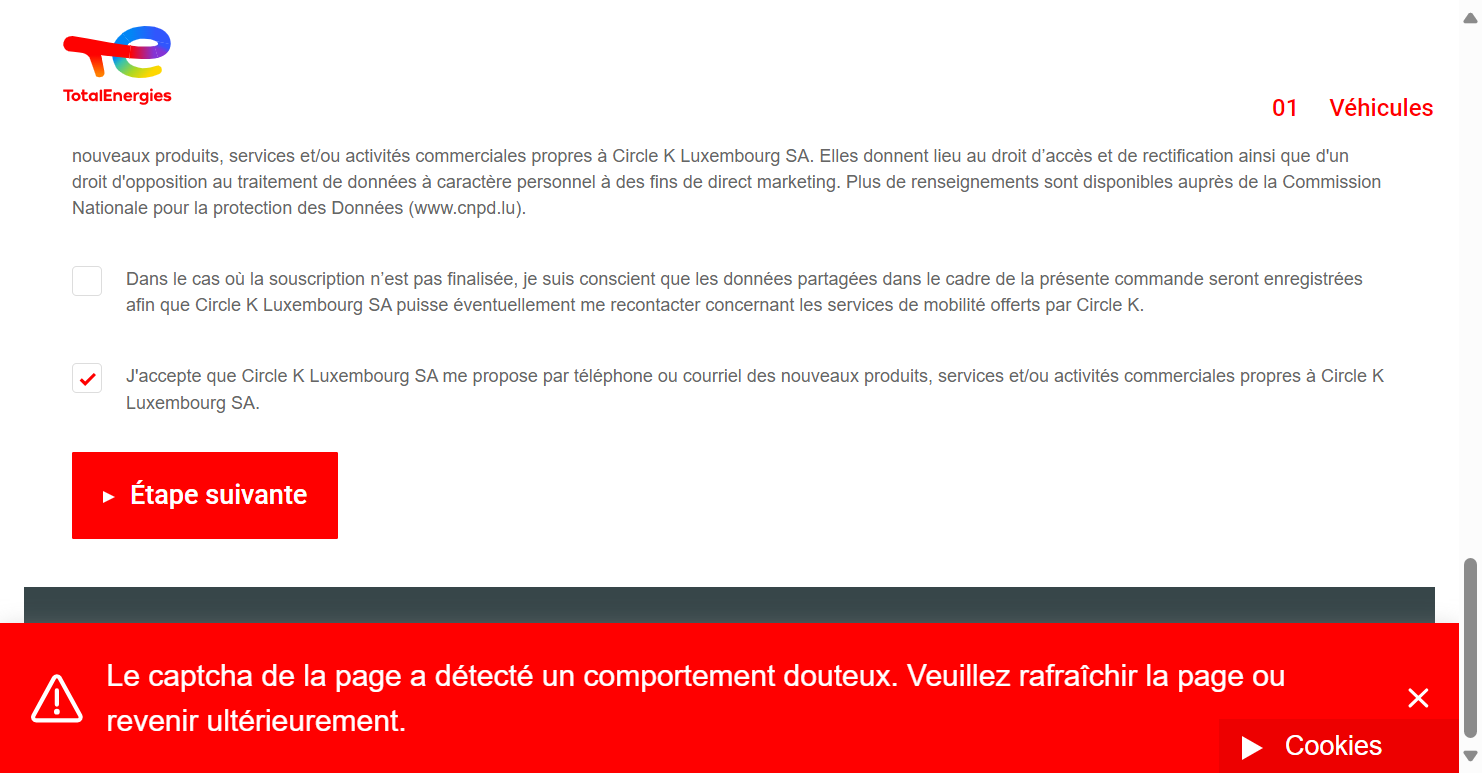 TotalEnergies
01 Véhicules
nouveaux produits, services et/ou activités commerciales propres à Circle K Luxembourg SA. Elles donnent lieu au droit d’accès et de rectification ainsi que d'un
droit d'opposition au traitement de données à caractère personnel à des fins de direct marketing. Plus de renseignements sont disponibles auprès de la Commission
Nationale pour la protection des Données (www.cnpd.lu).
Dans le cas où la souscription n’est pas finalisée, je suis conscient que les données partagées dans le cadre de la présente commande seront enregistrées
afin que Circle K Luxembourg SA puisse éventuellement me recontacter concernant les services de mobilité offerts par Circle K.
J'accepte que Circle K Luxembourg SA me propose par téléphone ou courriel des nouveaux produits, services et/ou activités commerciales propres à Circle K
Luxembourg SA.
Étape suivante
Le captcha de la page a détecté un comportement douteux. Veuillez rafraîchir la page ou
revenir ultérieurement.
Cookies